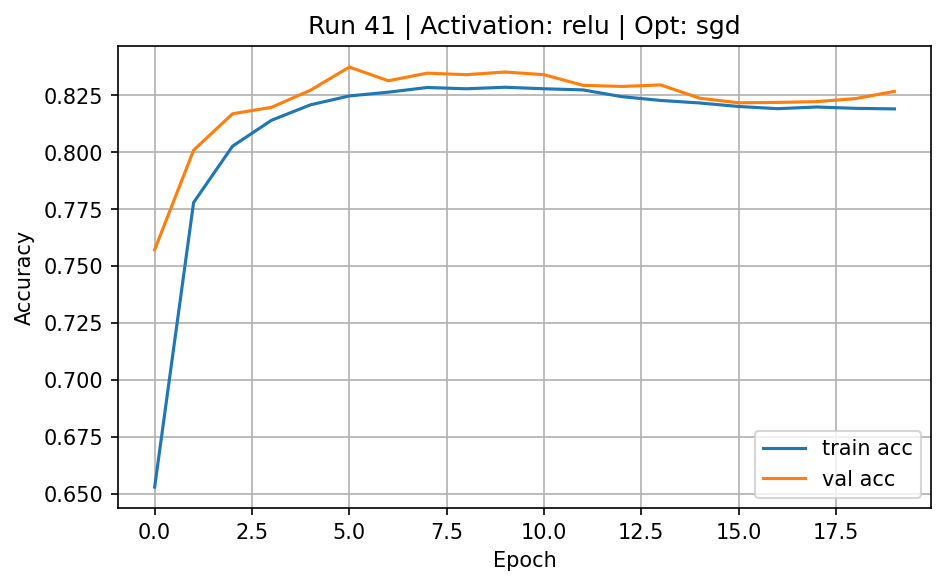 Run 41 | Activation: relu | Opt: sgd
Accuracy
0.825
0.800
0.775
0.750
0.725
0.700
0.675
0.650
train acc
val acc
0.0 2.5 5.0 7.5 10.0 12.5 15.0 17.5
Epoch